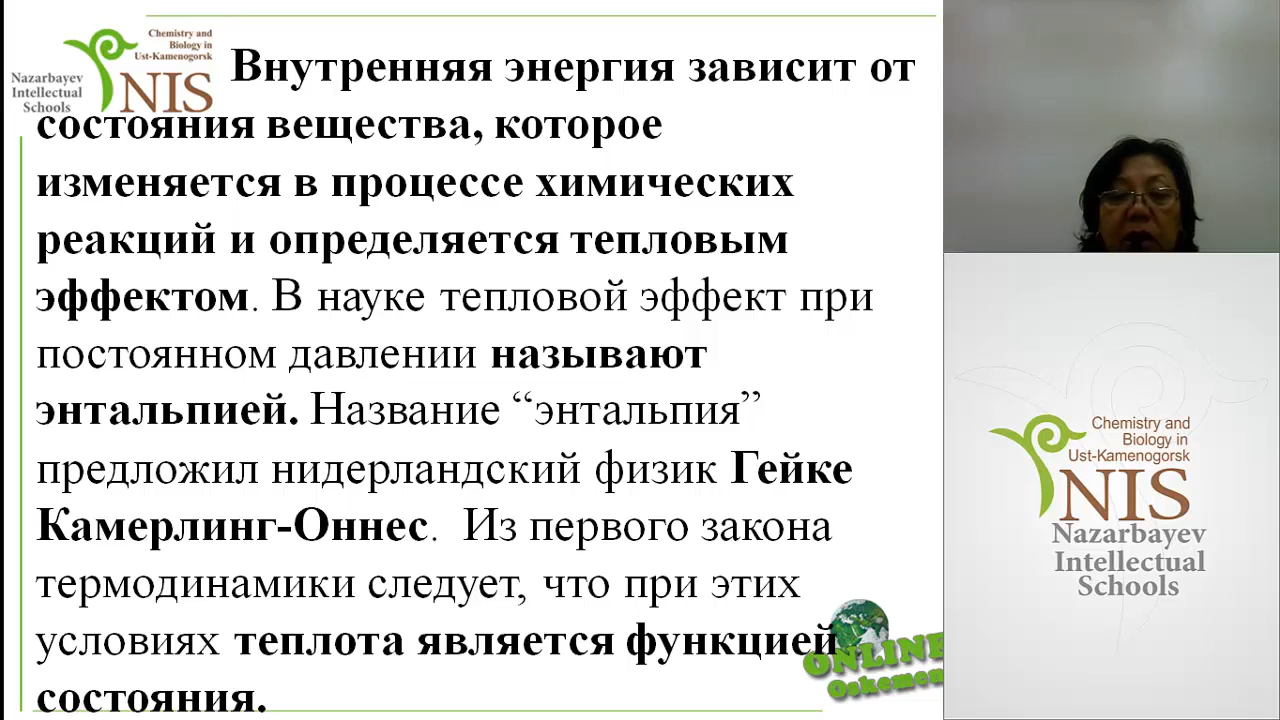 Chemistry and
Biology in
Ust-Kamenogorsk
Nazarbayev
Intellectual
Schools
NIS
Внутренняя энергия зависит от
состояния вещества, которое
изменяется в процессе химических
реакций и определяется тепловым
эффектом. В науке тепловой эффект при
постоянном давлении называют
энтальпией. Название “энтальпия”
предложил нидерландский физик Гейке
Камерлинг-Оннес. Из первого закона
термодинамики следует, что при этих
условиях теплота является функцией
состояния.
ONLINE
Oskemen
Chemistry and
Biology in
Ust-Kamenogorsk
NIS
Nazarbayev
Intellectual
Schools